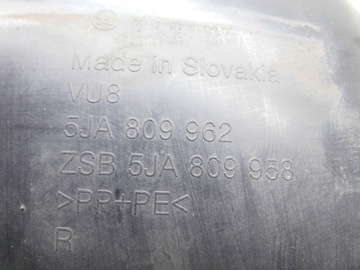 Made in Slovakia
VU8
5JA 809 962
ZSB 5JA 809 958
>PP+PE<
R